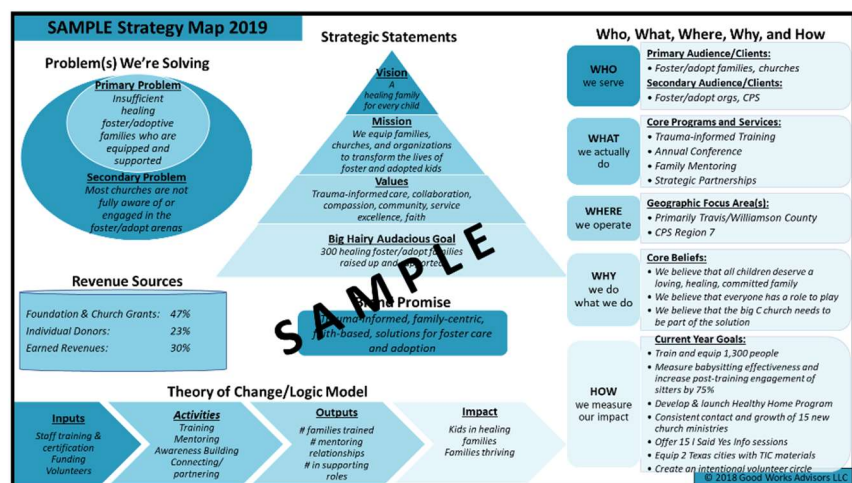 SAMPLE Strategy Map 2019
Problem(s) We're Solving
Primary Problem
Insufficient
healing
foster/adoptive
families who are
equipped and
supported
Secondary Problem
Most churches are not
fully aware of or
engaged in the
foster/adopt arenas
Revenue Sources
Foundation & Church Grants: 47%
Individual Donors: 23%
Earned Revenues: 30%
Strategic Statements
Vision
A
healing family
for every child
Mission
We equip families,
churches, and organizations
to transform the lives of
foster and adopted kids
Values
Trauma-informed care, collaboration,
compassion, community, service
excellence, faith
Big Hairy Audacious Goal
300 healing foster/adopt families
raised up and supported
Brand Promise
Trauma-informed, family-centric,
faith-based, solutions for foster care
and adoption
SAMPLE
Theory of Change/Logic Model
Inputs
Staff training &
certification
Funding
Volunteers
Activities
Training
Mentoring
Awareness Building
Connecting/
partnering
Outputs
# families trained
# mentoring
relationships
# in supporting
roles
Impact
Kids in healing
families
Families thriving
Who, What, Where, Why, and How
WHO
we serve
Primary Audience/Clients:
• Foster/adopt families, churches
Secondary Audience/Clients:
• Foster/adopt orgs, CPS
WHAT
we actually
do
Core Programs and Services:
• Trauma-informed Training
• Annual Conference
• Family Mentoring
• Strategic Partnerships
WHERE
we operate
Geographic Focus Area(s):
• Primarily Travis/Williamson County
• CPS Region 7
WHY
we do
what we do
Core Beliefs:
• We believe that all children deserve a
loving, healing, committed family
• We believe everyone has a role to play
• We believe that the big C church needs to
be part of the solution
HOW
we measure
our impact
Current Year Goals:
• Train and equip 1,300 people
• Measure babysitting effectiveness and
increase post-training engagement of
sitters by 75%
• Develop & launch Healthy Home Program
• Consistent contact and growth of 15 new
church ministries
• Offer 15 I Said Yes Info sessions
• Equip 2 Texas cities with TIC materials
• Create an intentional volunteer circle
© 2018 Good Works Advisors LLC